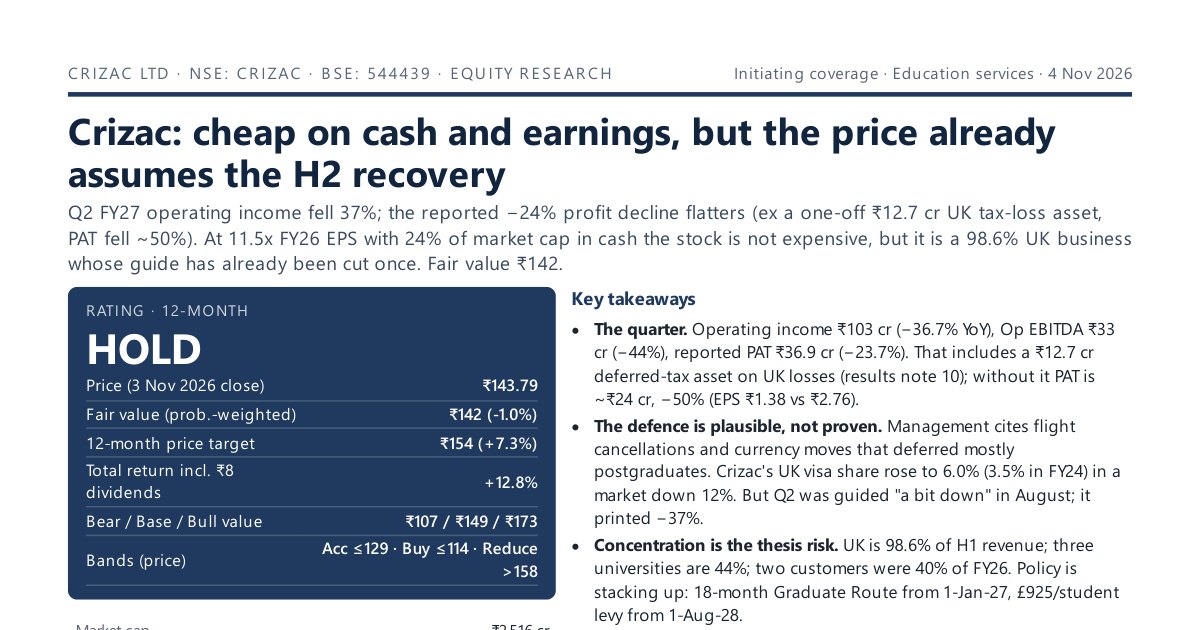 CRIZAC LTD · NSE: CRIZAC · BSE: 544439 · EQUITY RESEARCH
Initiating coverage · Education services · 4 Nov 2026
Crizac: cheap on cash and earnings, but the price already
assumes the H2 recovery
Q2 FY27 operating income fell 37%; the reported −24% profit decline flatters (ex a one-off ₹12.7 cr UK tax-loss asset,
PAT fell ~50%). At 11.5x FY26 EPS with 24% of market cap in cash the stock is not expensive, but it is a 98.6% UK business
whose guide has already been cut once. Fair value ₹142.
RATING · 12-MONTH
HOLD
Price (3 Nov 2026 close) ₹143.79
Fair value (prob.-weighted) ₹142 (-1.0%)
12-month price target ₹154 (+7.3%)
Total return incl. ₹8
dividends +12.8%
Bear / Base / Bull value ₹107 / ₹149 / ₹173
Bands (price) Acc ≤129 · Buy ≤114 · Reduce
>158
Market cap ₹2,516 cr
Key takeaways
• The quarter. Operating income ₹103 cr (−36.7% YoY), Op EBITDA ₹33
cr (−44%), reported PAT ₹36.9 cr (−23.7%). That includes a ₹12.7 cr
deferred-tax asset on UK losses (results note 10); without it PAT is
~₹24 cr, −50% (EPS ₹1.38 vs ₹2.76).
• The defence is plausible, not proven. Management cites flight
cancellations and currency moves that deferred mostly
postgraduates. Crizac's UK visa share rose to 6.0% (3.5% in FY24) in a
market down 12%. But Q2 was guided "a bit down" in August; it
printed −37%.
• Concentration is the thesis risk. UK is 98.6% of H1 revenue; three
universities are 44%; two customers were 40% of FY26. Policy is
stacking up: 18-month Graduate Route from 1-Jan-27, £925/student
levy from 1-Aug-28.